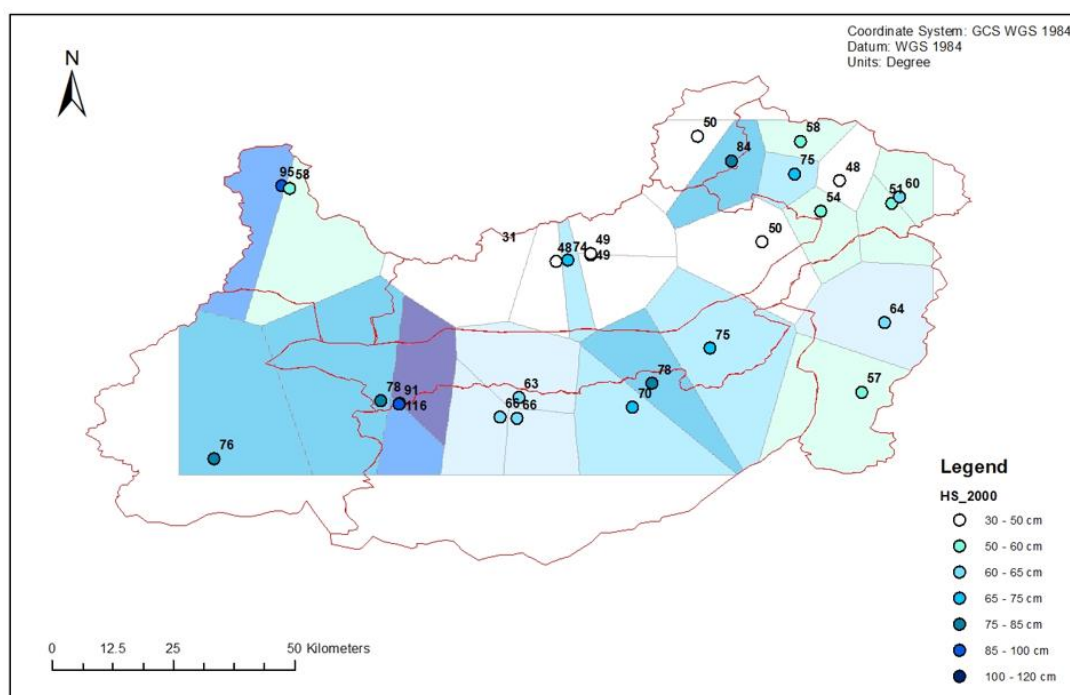 Coordinate System: GCS WGS 1984
Datum: WGS 1984
Units: Degree
N
50
58
84
75
48
95
58
60
51
54
31
49
50
48
74
49
64
75
78
57
63
78
91
70
116
66
66
76
Legend
HS_2000
30 - 50 cm
50 - 60 cm
60 - 65 cm
65 - 75 cm
75 - 85 cm
85 - 100 cm
100 - 120 cm
0 12.5 25 50 Kilometers